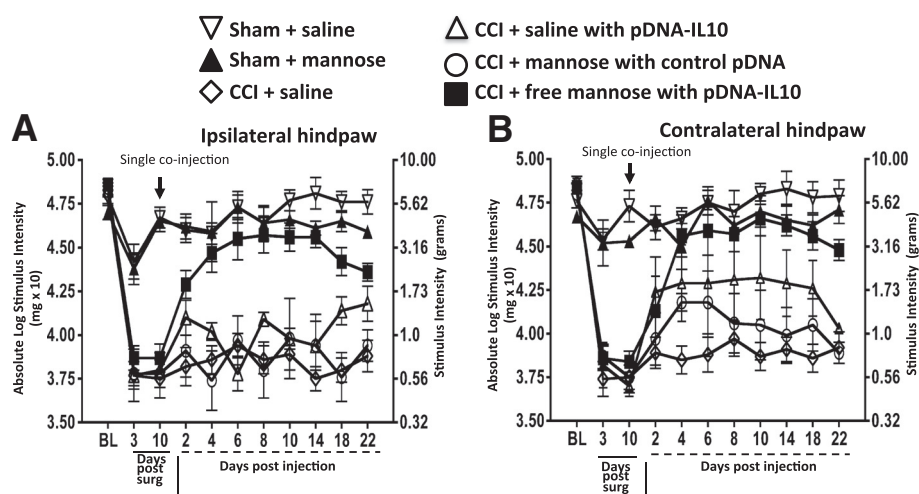 Sham + saline
Sham + mannose
CCI + saline
CCI + saline with pDNA-IL10
CCI + mannose with control pDNA
CCI + free mannose with pDNA-IL10
A
Ipsilateral hindpaw
Single co-injection
Absolute Log Stimulus Intensity
(mg x 10)
5.00
4.75
4.50
4.25
4.00
3.75
3.50
10.00
5.62
3.16
1.73
1.0
0.56
0.32
Stimulus Intensity (grams)
BL 3 10 2 4 6 8 10 14 18 22
Days
post
surg
Days post injection
B
Contralateral hindpaw
Single co-injection
Absolute Log Stimulus Intensity
(mg x 10)
5.00
4.75
4.50
4.25
4.00
3.75
3.50
10.00
5.62
3.16
1.73
1.0
0.56
0.32
Stimulus Intensity (grams)
BL 3 10 2 4 6 8 10 14 18 22
Days
post
surg
Days post injection